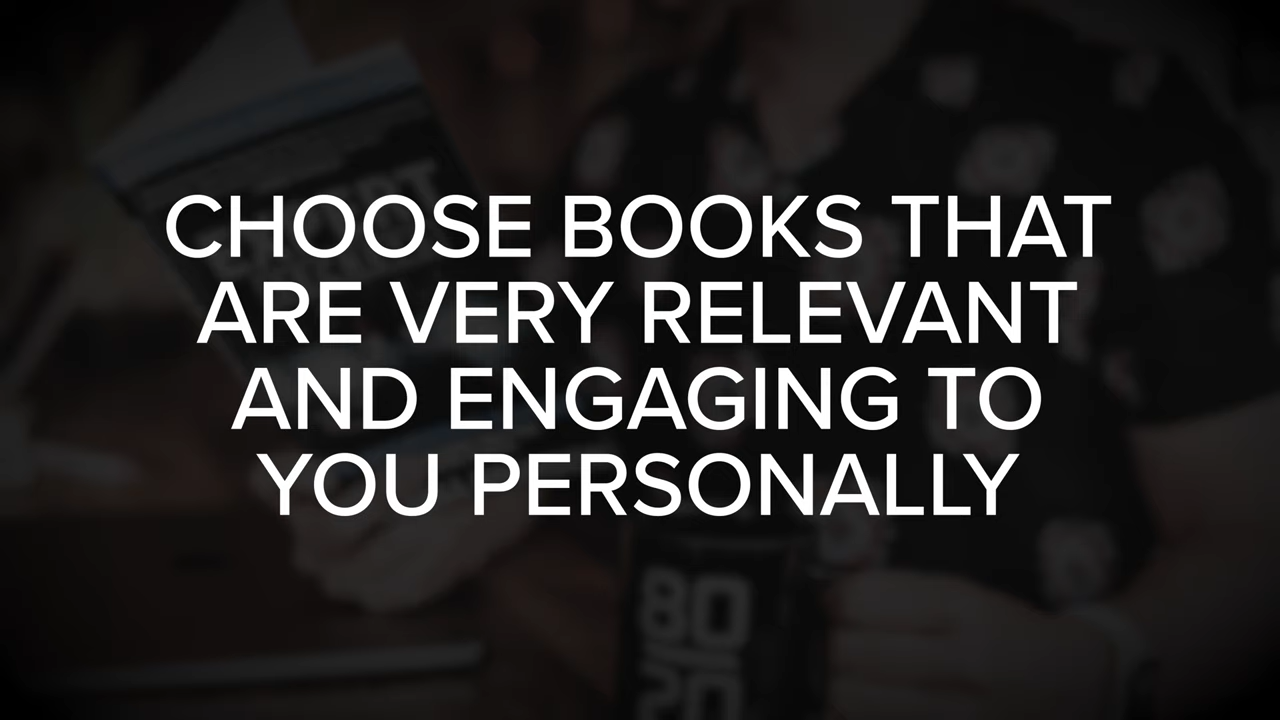 CHOOSE BOOKS THAT
ARE VERY RELEVANT
AND ENGAGING TO
YOU PERSONALLY